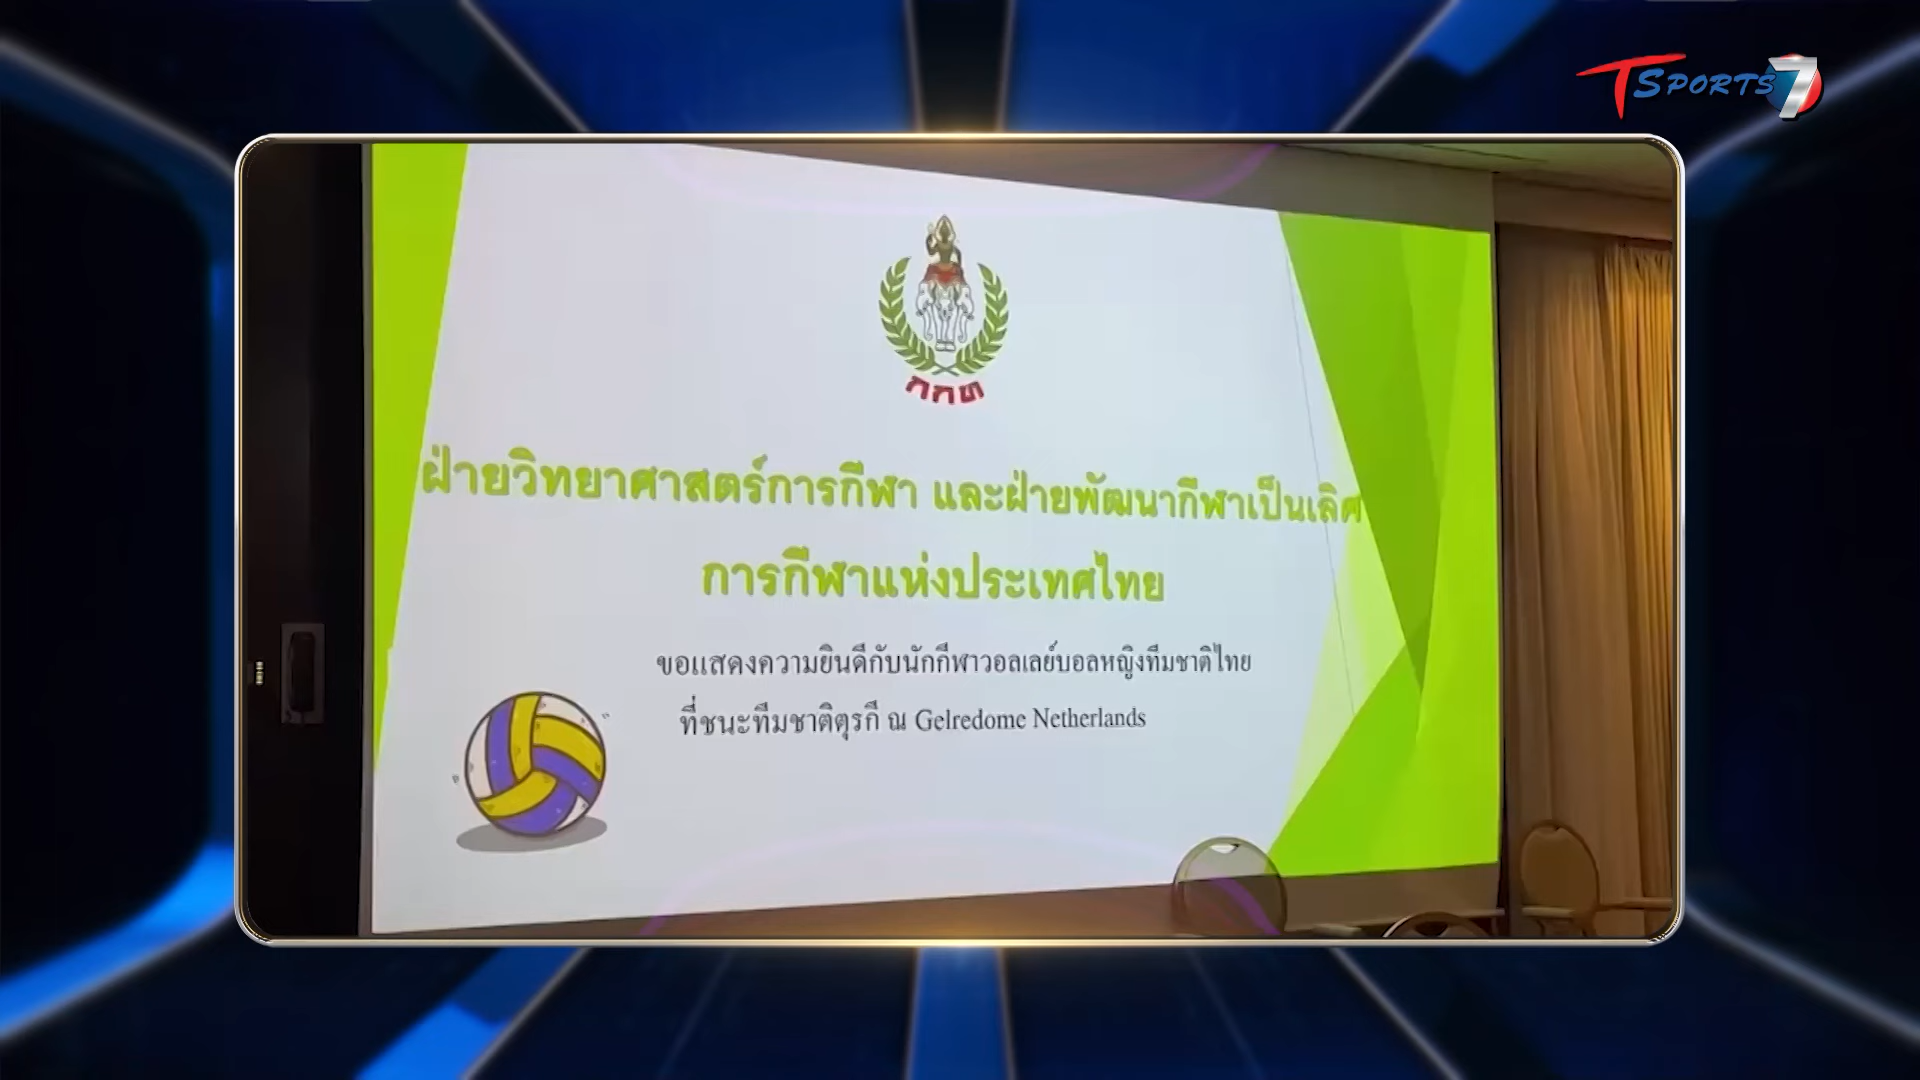 TSPORTS7
กกท
ฝ่ายวิทยาศาสตร์การกีฬา และฝ่ายพัฒนากีฬาเป็นเลิศ
การกีฬาแห่งประเทศไทย
ขอแสดงความยินดีกับนักกีฬาวอลเลย์บอลหญิงทีมชาติไทย
ที่ชนะทีมชาติตุรกี ณ Gelredome Netherlands